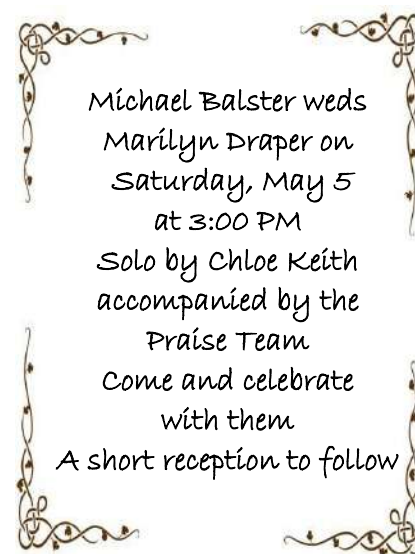 Michael Balster weds
Marilyn Draper on
Saturday, May 5
at 3:00 PM
Solo by Chloe Keith
accompanied by the
Praise Team
Come and celebrate
with them
A short reception to follow